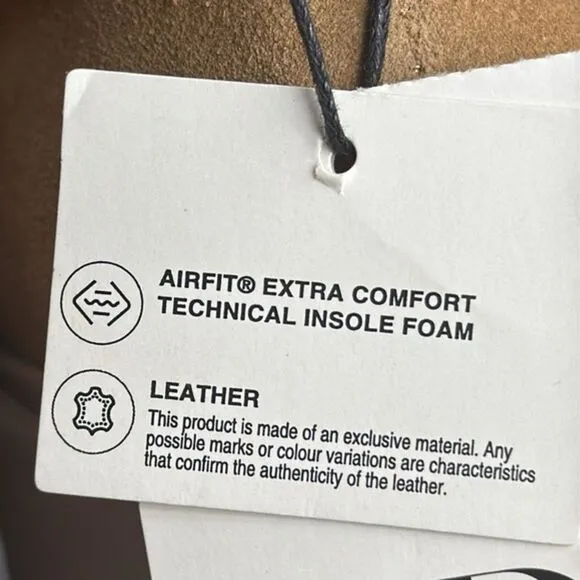 AIRFIT® EXTRA COMFORT
TECHNICAL INSOLE FOAM
LEATHER
This product is made of an exclusive material. Any
possible marks or colour variations are characteristics
that confirm the authenticity of the leather.